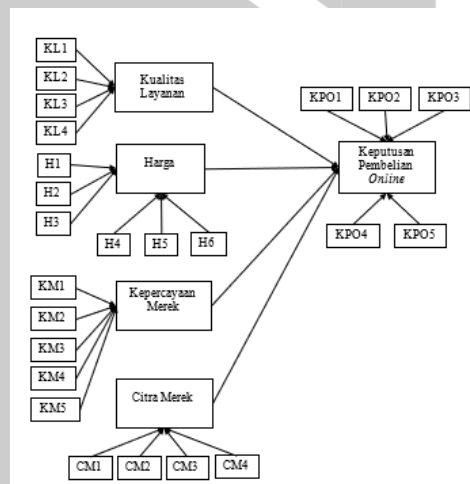 KL1
KL2
KL3
KL4
Kualitas
Layanan
KPO1
KPO2
KPO3
Keputusan
Pembelian
Online
KPO4
KPO5
H1
H2
H3
Harga
H4
H5
H6
KM1
KM2
KM3
KM4
KM5
Kepercayaan
Merek
Citra Merek
CM1
CM2
CM3
CM4